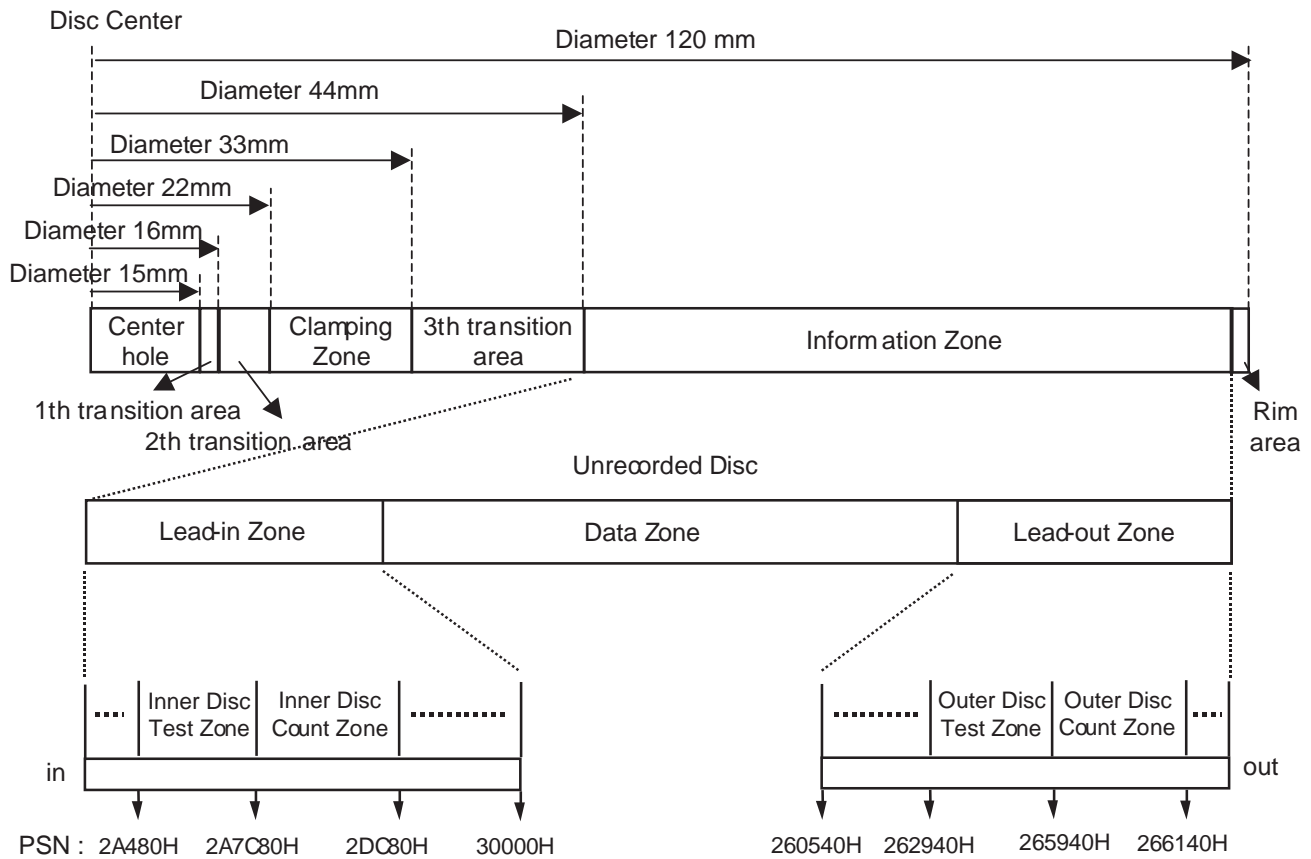 Disc Center
Diameter 120 mm
Diameter 44mm
Diameter 33mm
Diameter 22mm
Diameter 16mm
Diameter 15mm
Center hole
Clamping Zone
3th transition area
Information Zone
1th transition area
2th transition area
Rim area
Unrecorded Disc
Lead-in Zone
Data Zone
Lead-out Zone
Inner Disc Test Zone
Inner Disc Count Zone
Outer Disc Test Zone
Outer Disc Count Zone
in
out
PSN : 2A480H 2A7C80H 2DC80H 30000H 260540H 262940H 265940H 266140H